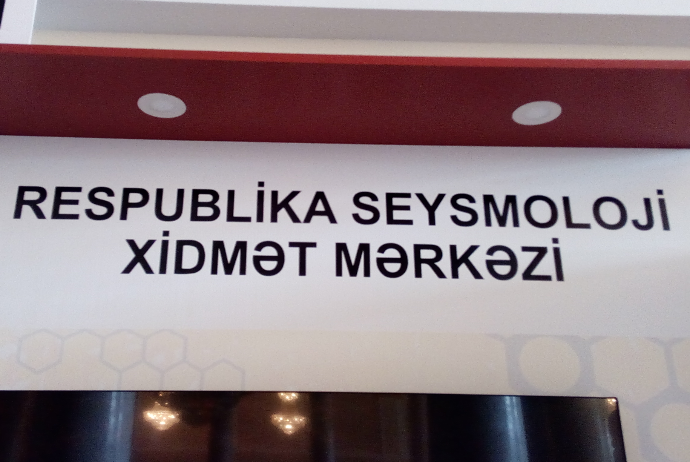 RESPUBLİKA SEYSMOLOJİ
XİDMƏT MƏRKƏZİ